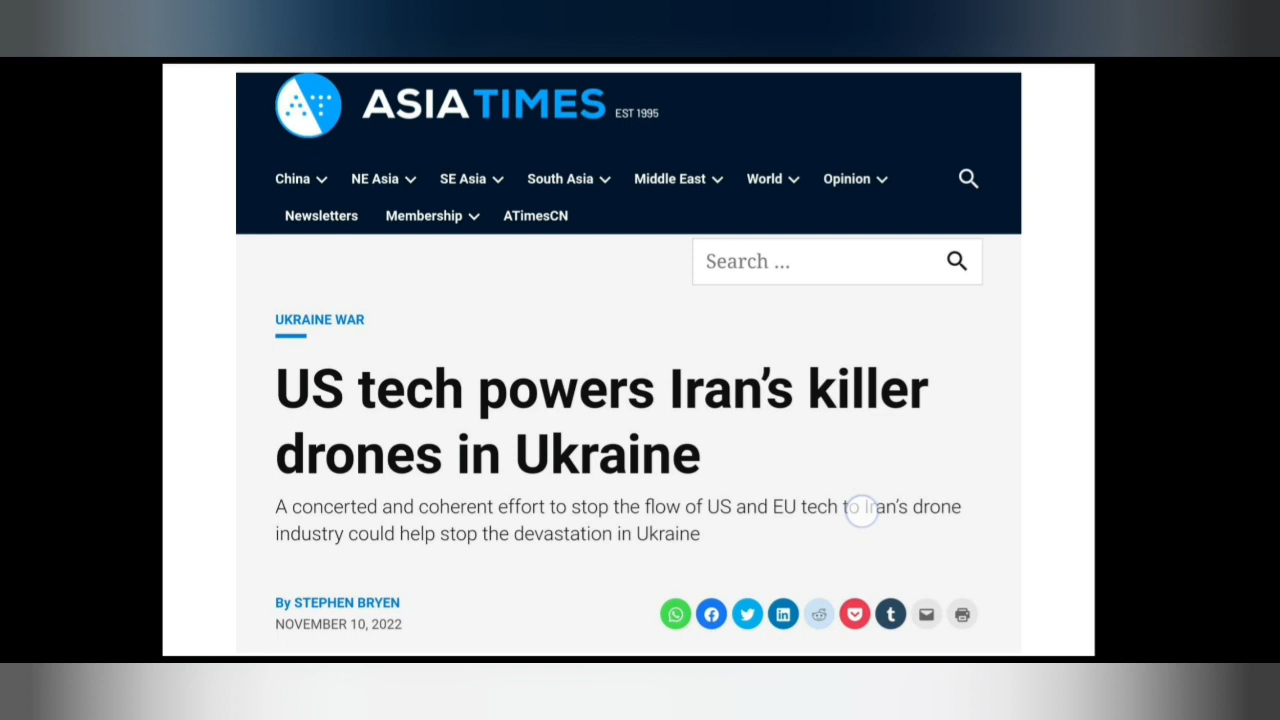 ASIA TIMES EST 1995
China NE Asia SE Asia South Asia Middle East World Opinion
Newsletters Membership ATimesCN
Search ...
UKRAINE WAR
US tech powers Iran's killer
drones in Ukraine
A concerted and coherent effort to stop the flow of US and EU tech to Iran's drone
industry could help stop the devastation in Ukraine
By STEPHEN BRYEN
NOVEMBER 10, 2022